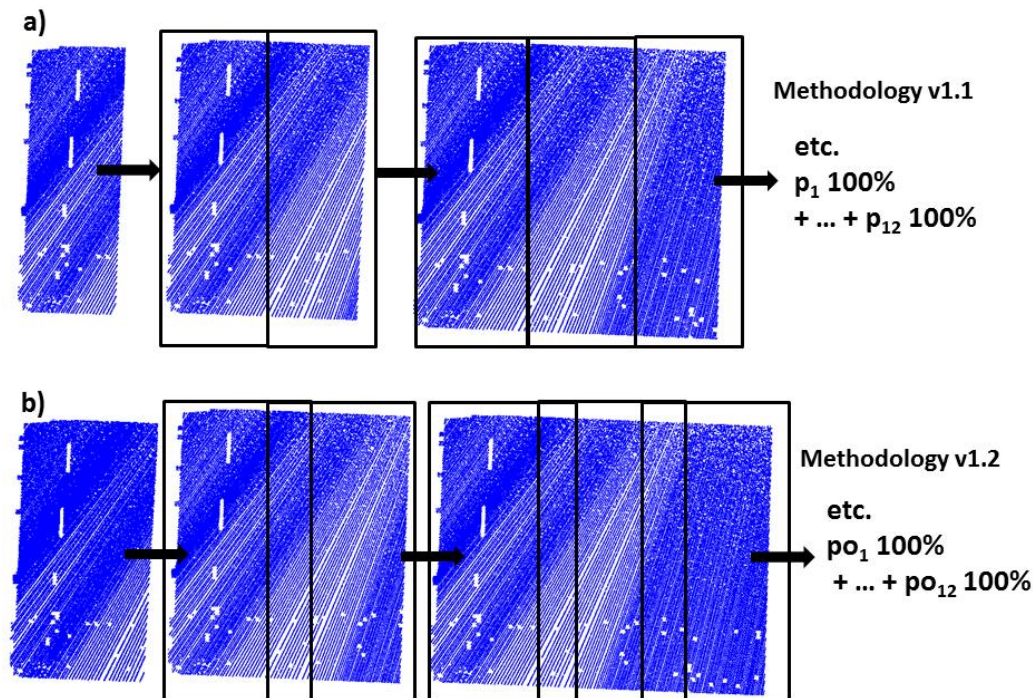 a)
Methodology v1.1
etc.
p₁ 100%
+ ... + p₁₂ 100%
b)
Methodology v1.2
etc.
po₁ 100%
+ ... + po₁₂ 100%